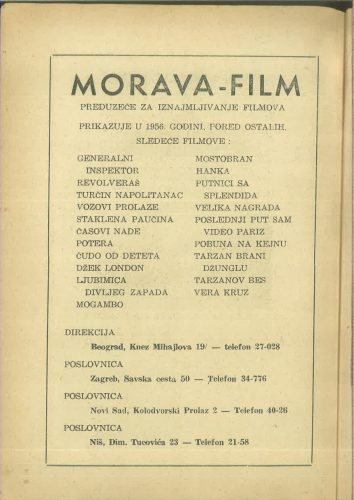 MORAVA-FILM
PREDUZEĆE ZA IZNAJMLJIVANJE FILMOVA
PRIKAZUJE U 1956. GODINI, PORED OSTALIH,
SLEDEĆE FILMOVE :
GENERALNI
INSPEKTOR
REVOLVERAŠ
TURČIN NAPOLITANAC
VOZOVI PROLAZE
STAKLENA PAUČINA
ČASOVI NADE
POTERA
ČUDO OD DETETA
DŽEK LONDON
LJUBIMICA
DIVLJEG ZAPADA
MOGAMBO
MOSTOBRAN
HANKA
PUTNICI SA
SPLENDIDA
VELIKA NAGRADA
POSLEDNJI PUT SAM
VIDEO PARIZ
POBUNA NA KEJNU
TARZAN BRANI
DZUNGLU
TARZANOV BES
VERA KRUZ
DIREKCIJA
Beograd, Knez Mihajlova 19/ — telefon 27-028
POSLOVNICA
Zagreb, Savska cesta 50 — Telefon 34-776
POSLOVNICA
Novi Sad, Kolodvorski Prolaz 2 — Telefon 40-26
POSLOVNICA
Niš, Dim. Tucovića 23 — Telefon 21-58